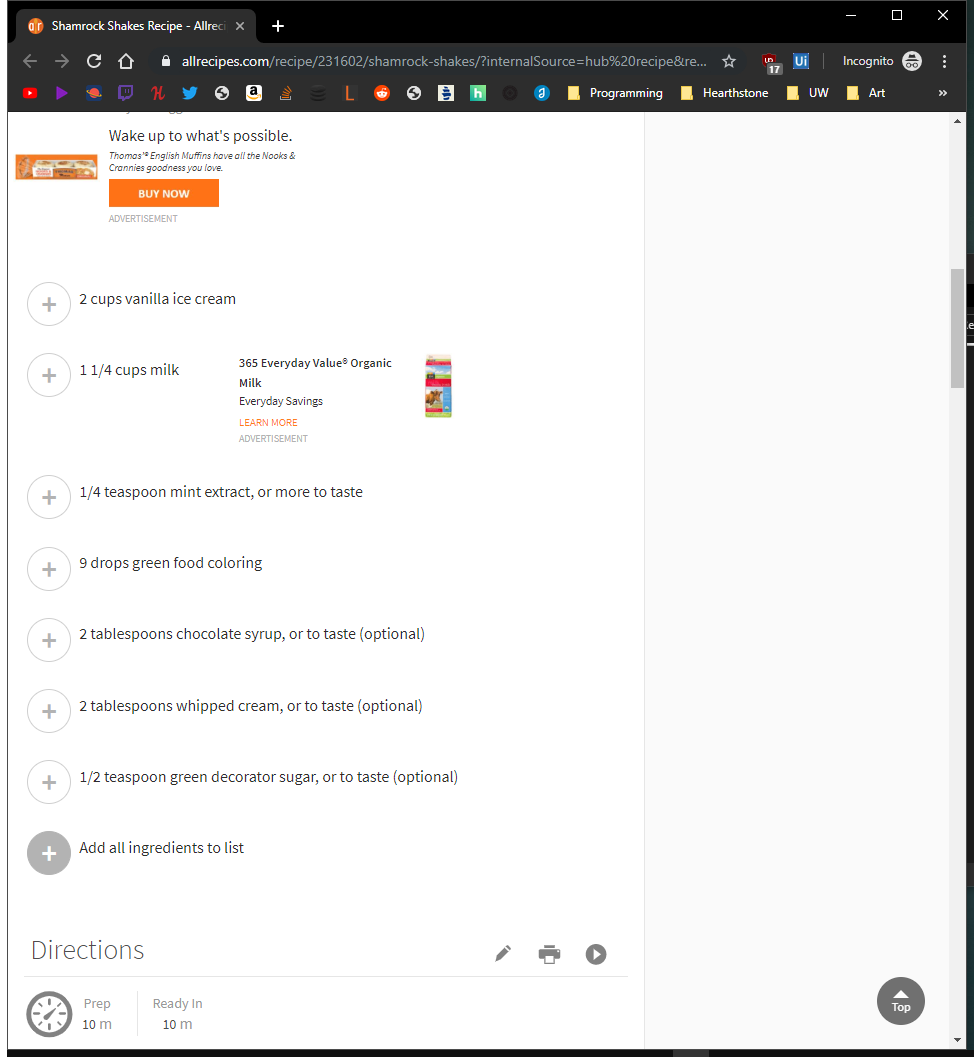 Shamrock Shakes Recipe - Allreci
allrecipes.com/recipe/231602/shamrock-shakes/?internalSource=hub%20recipe&re...
17
Ui
Incognito
Programming
Hearthstone
UW
Art
»
Wake up to what's possible.
Thomas'® English Muffins have all the Nooks &
Crannies goodness you love.
BUY NOW
ADVERTISEMENT
2 cups vanilla ice cream
1 1/4 cups milk
365 Everyday Value® Organic
Milk
Everyday Savings
LEARN MORE
ADVERTISEMENT
1/4 teaspoon mint extract, or more to taste
9 drops green food coloring
2 tablespoons chocolate syrup, or to taste (optional)
2 tablespoons whipped cream, or to taste (optional)
1/2 teaspoon green decorator sugar, or to taste (optional)
Add all ingredients to list
Directions
Prep
10 m
Ready In
10 m
Top